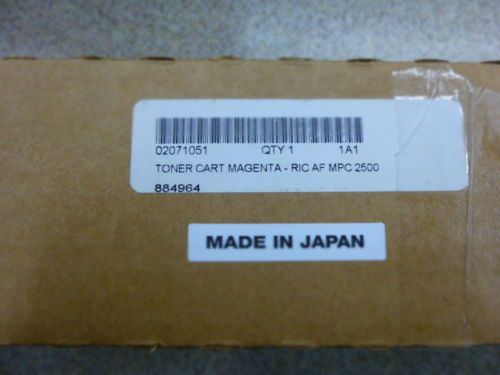 02071051 QTY 1 1A1
TONER CART MAGENTA - RIC AF MPC 2500
884964
MADE IN JAPAN